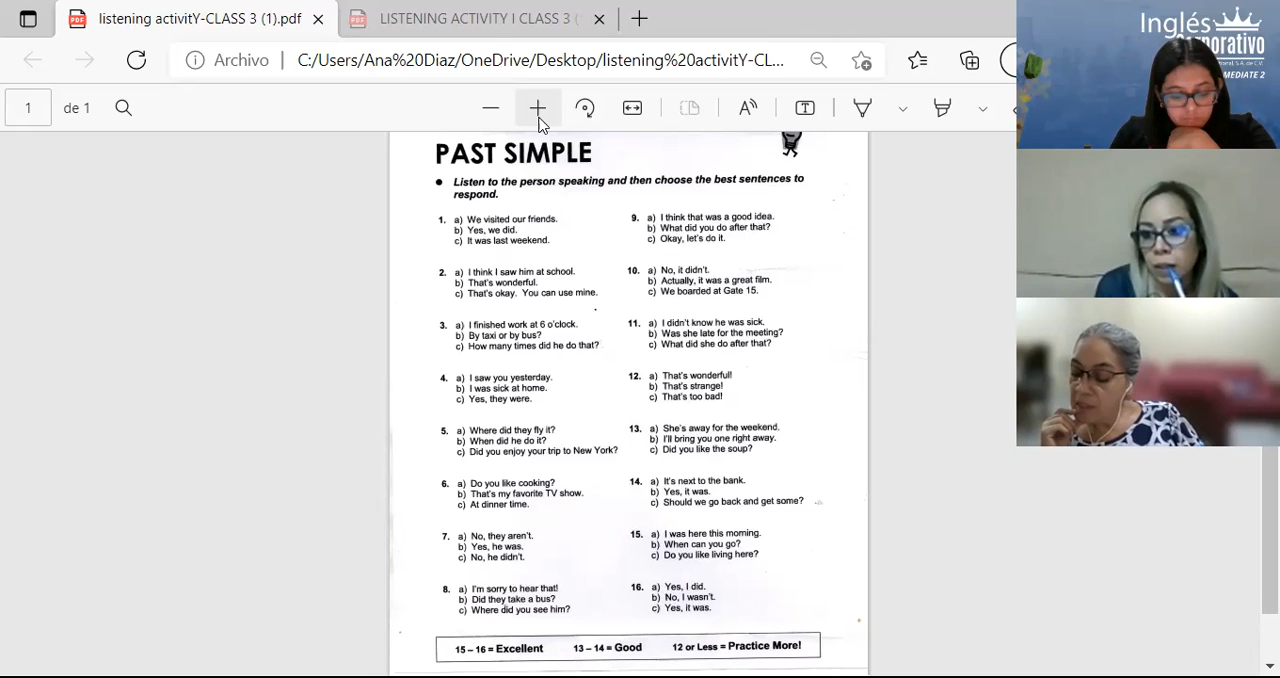 listening activitY-CLASS 3 (1).pdf
LISTENING ACTIVITY I CLASS 3 (
Archivo
C:/Users/Ana%20Diaz/OneDrive/Desktop/listening%20activitY-CL...
1
de 1
PAST SIMPLE
Listen to the person speaking and then choose the best sentences to
respond.
1. a) We visited our friends.
b) Yes, we did.
c) It was last weekend.
2. a) I think I saw him at school.
b) That's wonderful.
c) That's okay. You can use mine.
3. a) I finished work at 6 o'clock.
b) By taxi or by bus?
c) How many times did he do that?
4. a) I saw you yesterday.
b) I was sick at home.
c) Yes, they were.
5. a) Where did they fly it?
b) When did he do it?
c) Did you enjoy your trip to New York?
6. a) Do you like cooking?
b) That's my favorite TV show.
c) At dinner time.
7. a) No, they aren't.
b) Yes, he was.
c) No, he didn't.
8. a) I'm sorry to hear that!
b) Did they take a bus?
c) Where did you see him?
9. a) I think that was a good idea.
b) What did you do after that?
c) Okay, let's do it.
10. a) No, it didn't.
b) Actually, it was a great film.
c) We boarded at Gate 15.
11. a) I didn't know he was sick.
b) Was she late for the meeting?
c) What did she do after that?
12. a) That's wonderful!
b) That's strange!
c) That's too bad!
13. a) She's away for the weekend.
b) I'll bring you one right away.
c) Did you like the soup?
14. a) It's next to the bank.
b) Yes, it was.
c) Should we go back and get some?
15. a) I was here this morning.
b) When can you go?
c) Do you like living here?
16. a) Yes, I did.
b) No, I wasn't.
c) Yes, it was.
15 – 16 = Excellent 13 – 14 = Good 12 or Less = Practice More!
Inglés